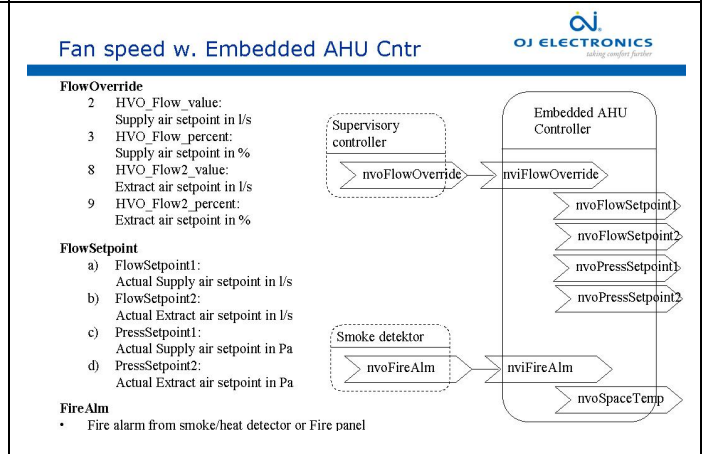 Fan speed w. Embedded AHU Cntr
OJ ELECTRONICS
taking comfort further
FlowOverride
2 HVO_Flow_value:
Supply air setpoint in l/s
3 HVO_Flow_percent:
Supply air setpoint in %
8 HVO_Flow2_value:
Extract air setpoint in l/s
9 HVO_Flow2_percent:
Extract air setpoint in %
FlowSetpoint
a) FlowSetpoint1:
Actual Supply air setpoint in l/s
b) FlowSetpoint2:
Actual Extract air setpoint in l/s
c) PressSetpoint1:
Actual Supply air setpoint in Pa
d) PressSetpoint2:
Actual Extract air setpoint in Pa
FireAlm
• Fire alarm from smoke/heat detector or Fire panel
Supervisory
controller
nvoFlowOverride
Embedded AHU
Controller
nviFlowOverride
nvoFlowSetpoint1
nvoFlowSetpoint2
nvoPressSetpoint1
nvoPressSetpoint2
Smoke detektor
nvoFireAlm
nviFireAlm
nvoSpaceTemp